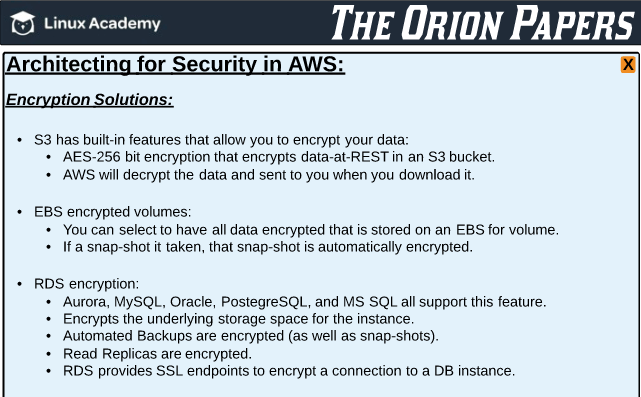 Linux Academy
THE ORION PAPERS
Architecting for Security in AWS:
X
Encryption Solutions:
• S3 has built-in features that allow you to encrypt your data:
• AES-256 bit encryption that encrypts data-at-REST in an S3 bucket.
• AWS will decrypt the data and sent to you when you download it.
• EBS encrypted volumes:
• You can select to have all data encrypted that is stored on an EBS for volume.
• If a snap-shot it taken, that snap-shot is automatically encrypted.
• RDS encryption:
• Aurora, MySQL, Oracle, PostegreSQL, and MS SQL all support this feature.
• Encrypts the underlying storage space for the instance.
• Automated Backups are encrypted (as well as snap-shots).
• Read Replicas are encrypted.
• RDS provides SSL endpoints to encrypt a connection to a DB instance.